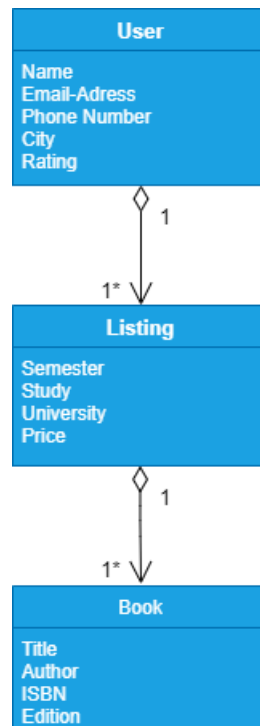 User
Name
Email-Adress
Phone Number
City
Rating
1
1*
Listing
Semester
Study
University
Price
1
1*
Book
Title
Author
ISBN
Edition